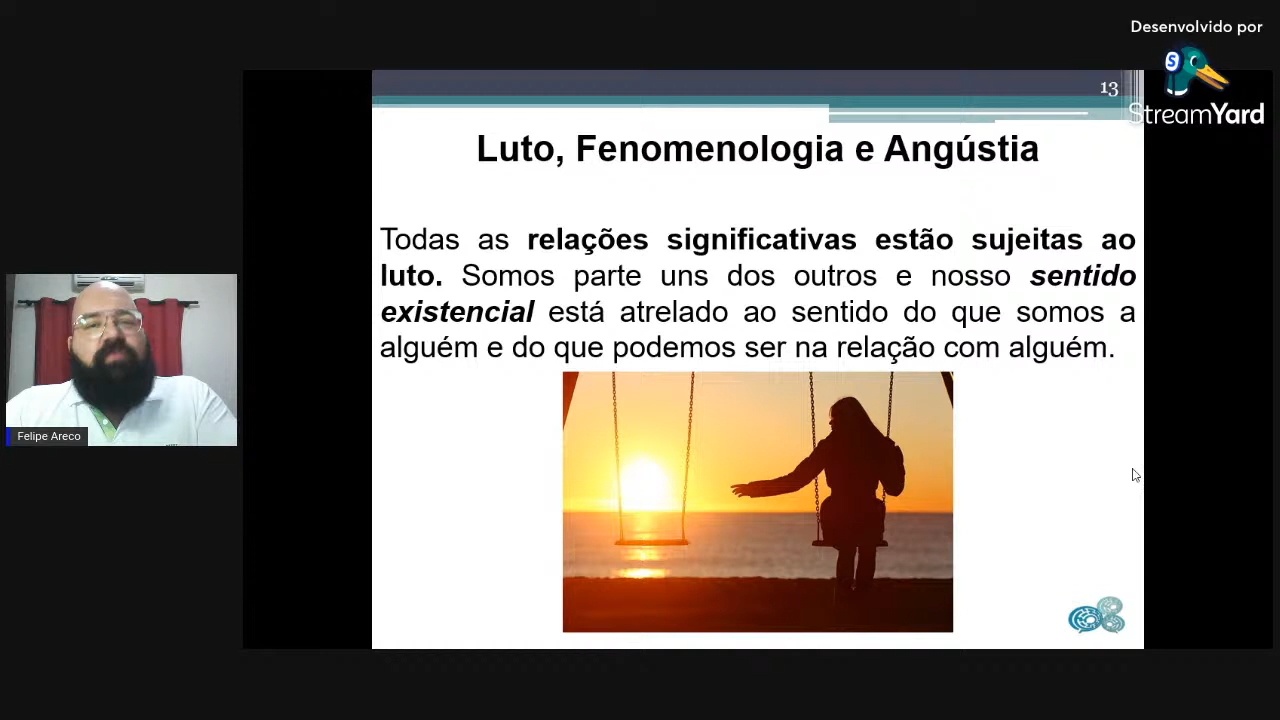 Desenvolvido por
StreamYard
13
Luto, Fenomenologia e Angústia
Todas as relações significativas estão sujeitas ao
luto. Somos parte uns dos outros e nosso sentido
existencial está atrelado ao sentido do que somos a
alguém e do que podemos ser na relação com alguém.
Felipe Areco